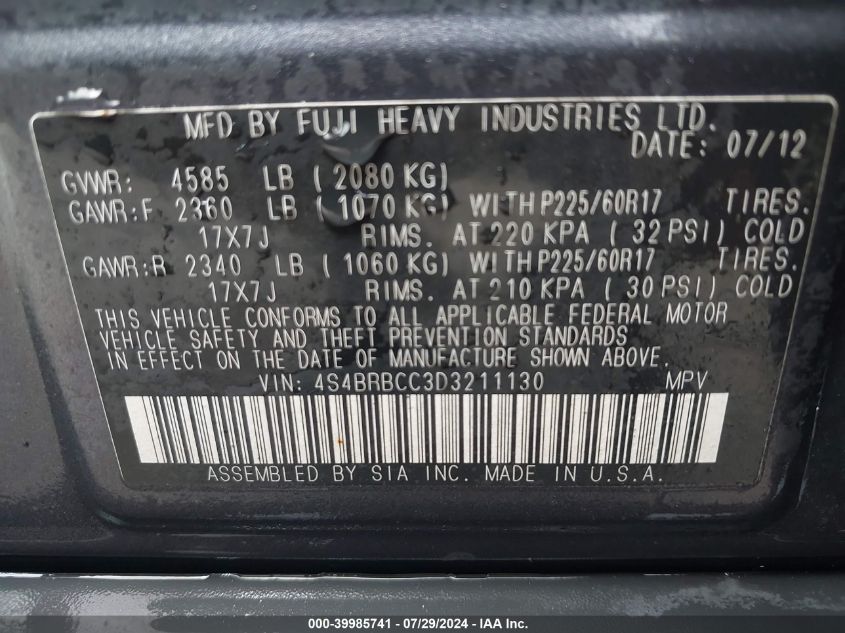 MFD BY FUJI HEAVY INDUSTRIES LTD.
DATE: 07/12
GVWR: 4585 LB ( 2080 KG)
GAWR:F 2360 LB ( 1070 KG) WITH P225/60R17 TIRES.
17X7J RIMS. AT 220 KPA ( 32 PSI) COLD
GAWR:R 2340 LB ( 1060 KG) WITH P225/60R17 TIRES.
17X7J RIMS. AT 210 KPA ( 30 PSI) COLD
THIS VEHICLE CONFORMS TO ALL APPLICABLE FEDERAL MOTOR
VEHICLE SAFETY AND THEFT PREVENTION STANDARDS
IN EFFECT ON THE DATE OF MANUFACTURE SHOWN ABOVE.
VIN: 4S4BRBCC3D3211130 MPV
ASSEMBLED BY SIA INC. MADE IN U.S.A.
000-39985741 - 07/29/2024 - IAA Inc.